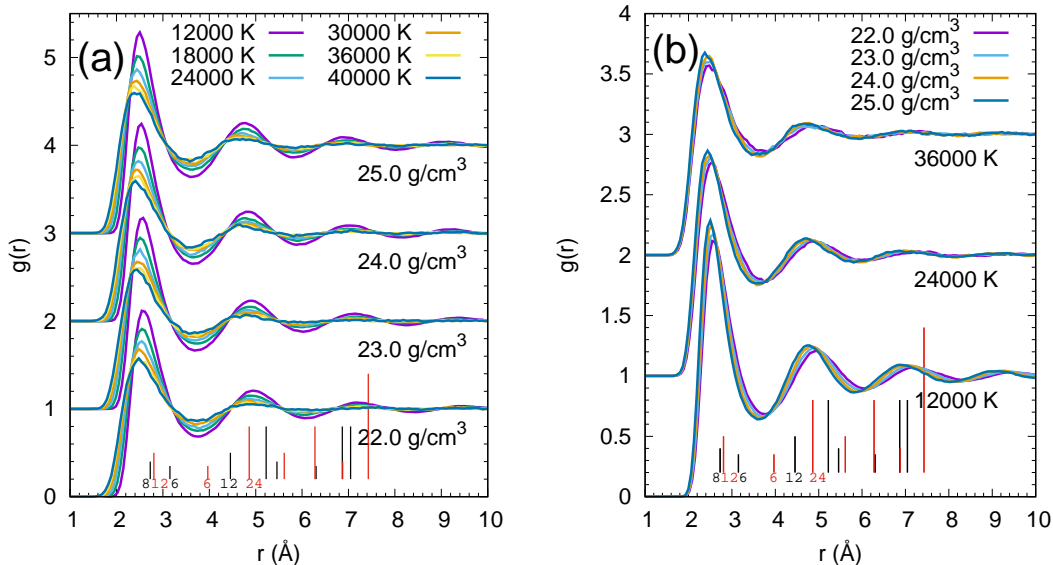 (a)
12000 K 30000 K
18000 K 36000 K
24000 K 40000 K
g(r)
5
4
3
2
1
0
25.0 g/cm³
24.0 g/cm³
23.0 g/cm³
22.0 g/cm³
8 12 6 6 12 24
1 2 3 4 5 6 7 8 9 10
r (Å)
(b)
22.0 g/cm³
23.0 g/cm³
24.0 g/cm³
25.0 g/cm³
g(r)
4
3.5
3
2.5
2
1.5
1
0.5
0
36000 K
24000 K
12000 K
8 12 6 6 12 24
1 2 3 4 5 6 7 8 9 10
r (Å)